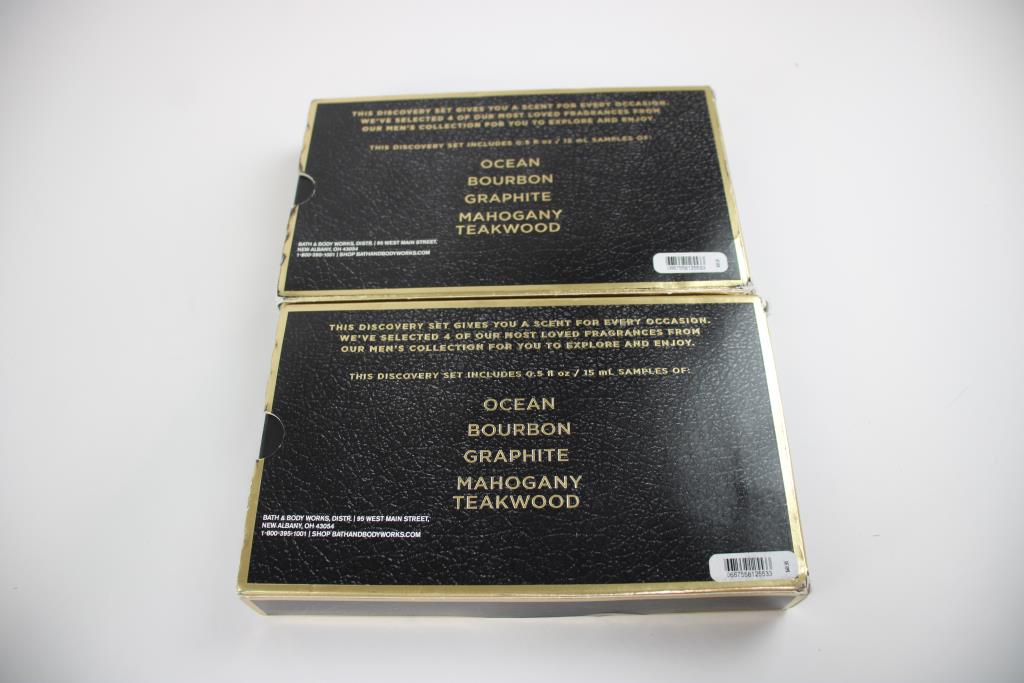 THIS DISCOVERY SET GIVES YOU A SCENT FOR EVERY OCCASION.
WE'VE SELECTED 4 OF OUR MOST LOVED FRAGRANCES FROM
OUR MEN'S COLLECTION FOR YOU TO EXPLORE AND ENJOY.
THIS DISCOVERY SET INCLUDES 0.5 fl oz / 15 mL SAMPLES OF:
OCEAN
BOURBON
GRAPHITE
MAHOGANY
TEAKWOOD
BATH & BODY WORKS, DISTR. | 95 WEST MAIN STREET,
NEW ALBANY, OH 43054
1-800-395-1001 | SHOP BATHANDBODYWORKS.COM
0667558125533
THIS DISCOVERY SET GIVES YOU A SCENT FOR EVERY OCCASION.
WE'VE SELECTED 4 OF OUR MOST LOVED FRAGRANCES FROM
OUR MEN'S COLLECTION FOR YOU TO EXPLORE AND ENJOY.
THIS DISCOVERY SET INCLUDES 0.5 fl oz / 15 mL SAMPLES OF:
OCEAN
BOURBON
GRAPHITE
MAHOGANY
TEAKWOOD
BATH & BODY WORKS, DISTR. | 95 WEST MAIN STREET,
NEW ALBANY, OH 43054
1-800-395-1001 | SHOP BATHANDBODYWORKS.COM
0667558125533